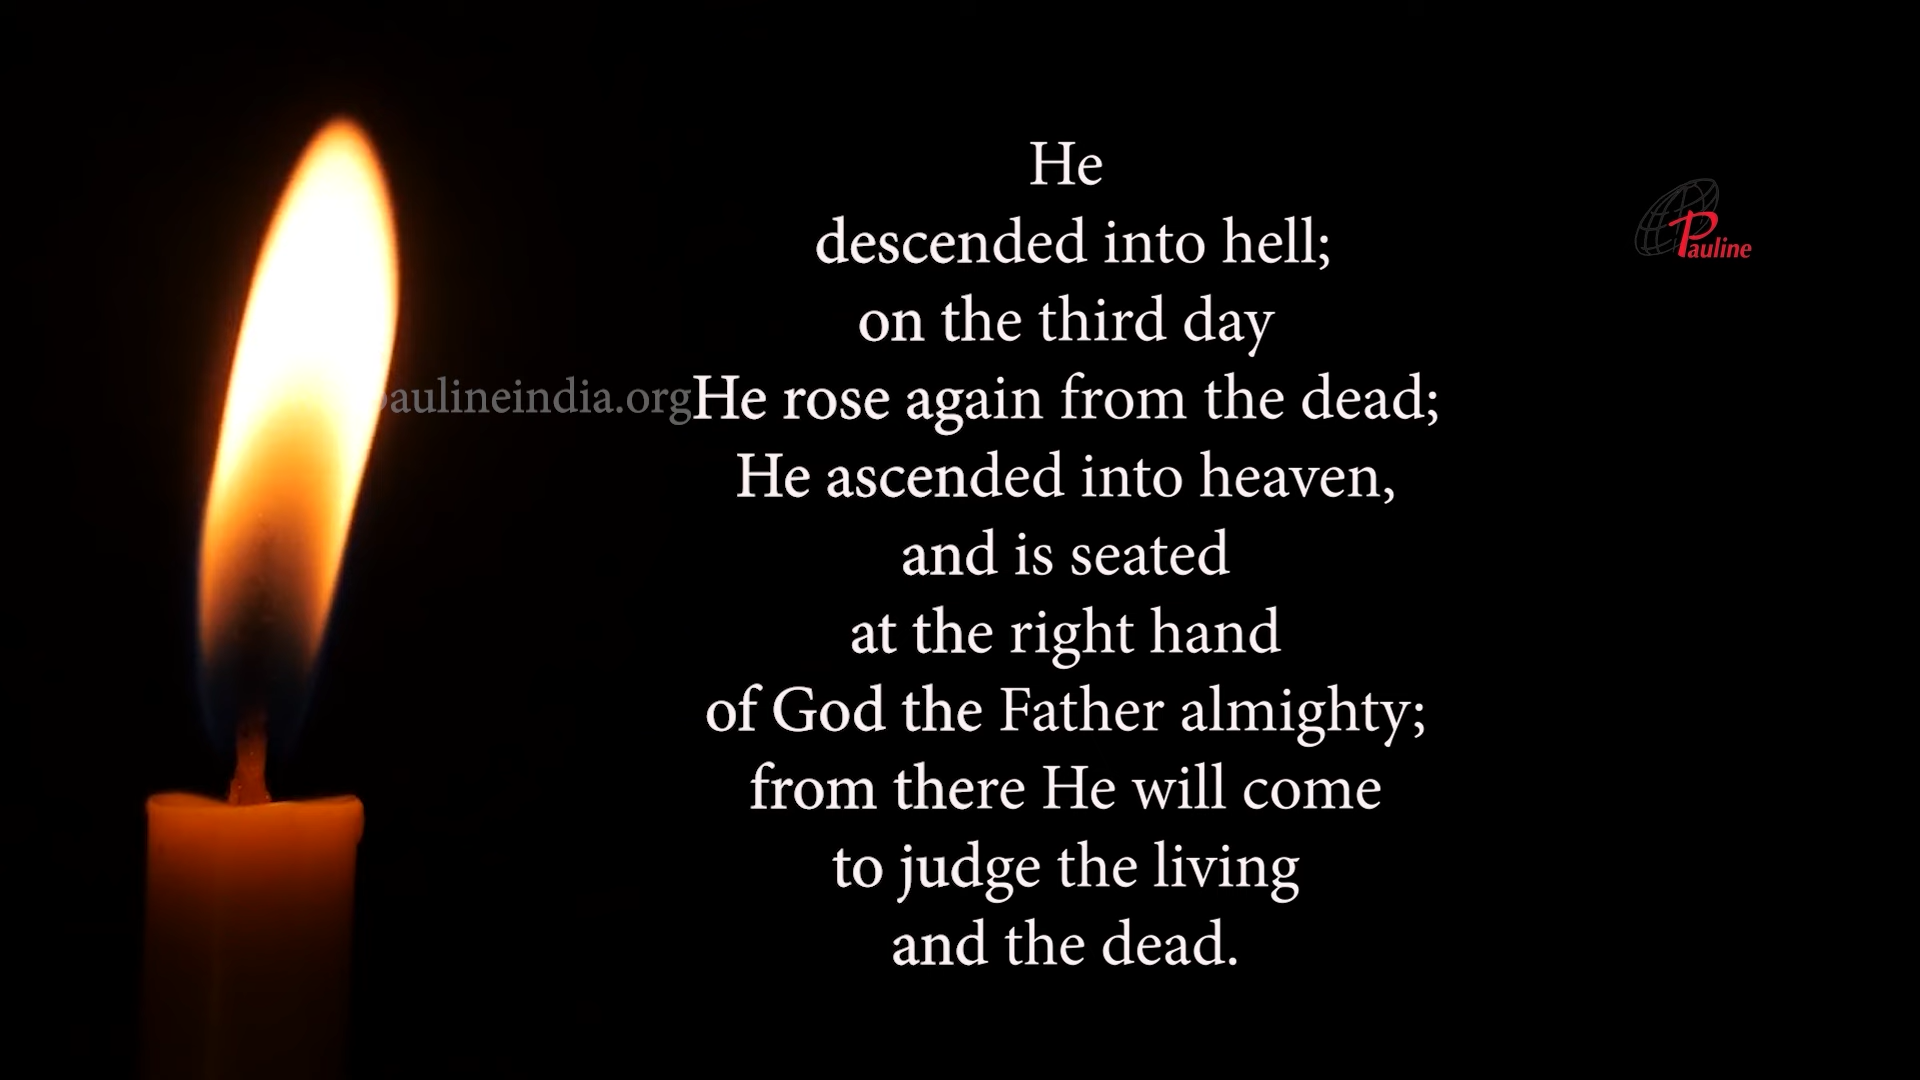 He
descended into hell;
on the third day
paulineindia.org
He rose again from the dead;
He ascended into heaven,
and is seated
at the right hand
of God the Father almighty;
from there He will come
to judge the living
and the dead.
Pauline